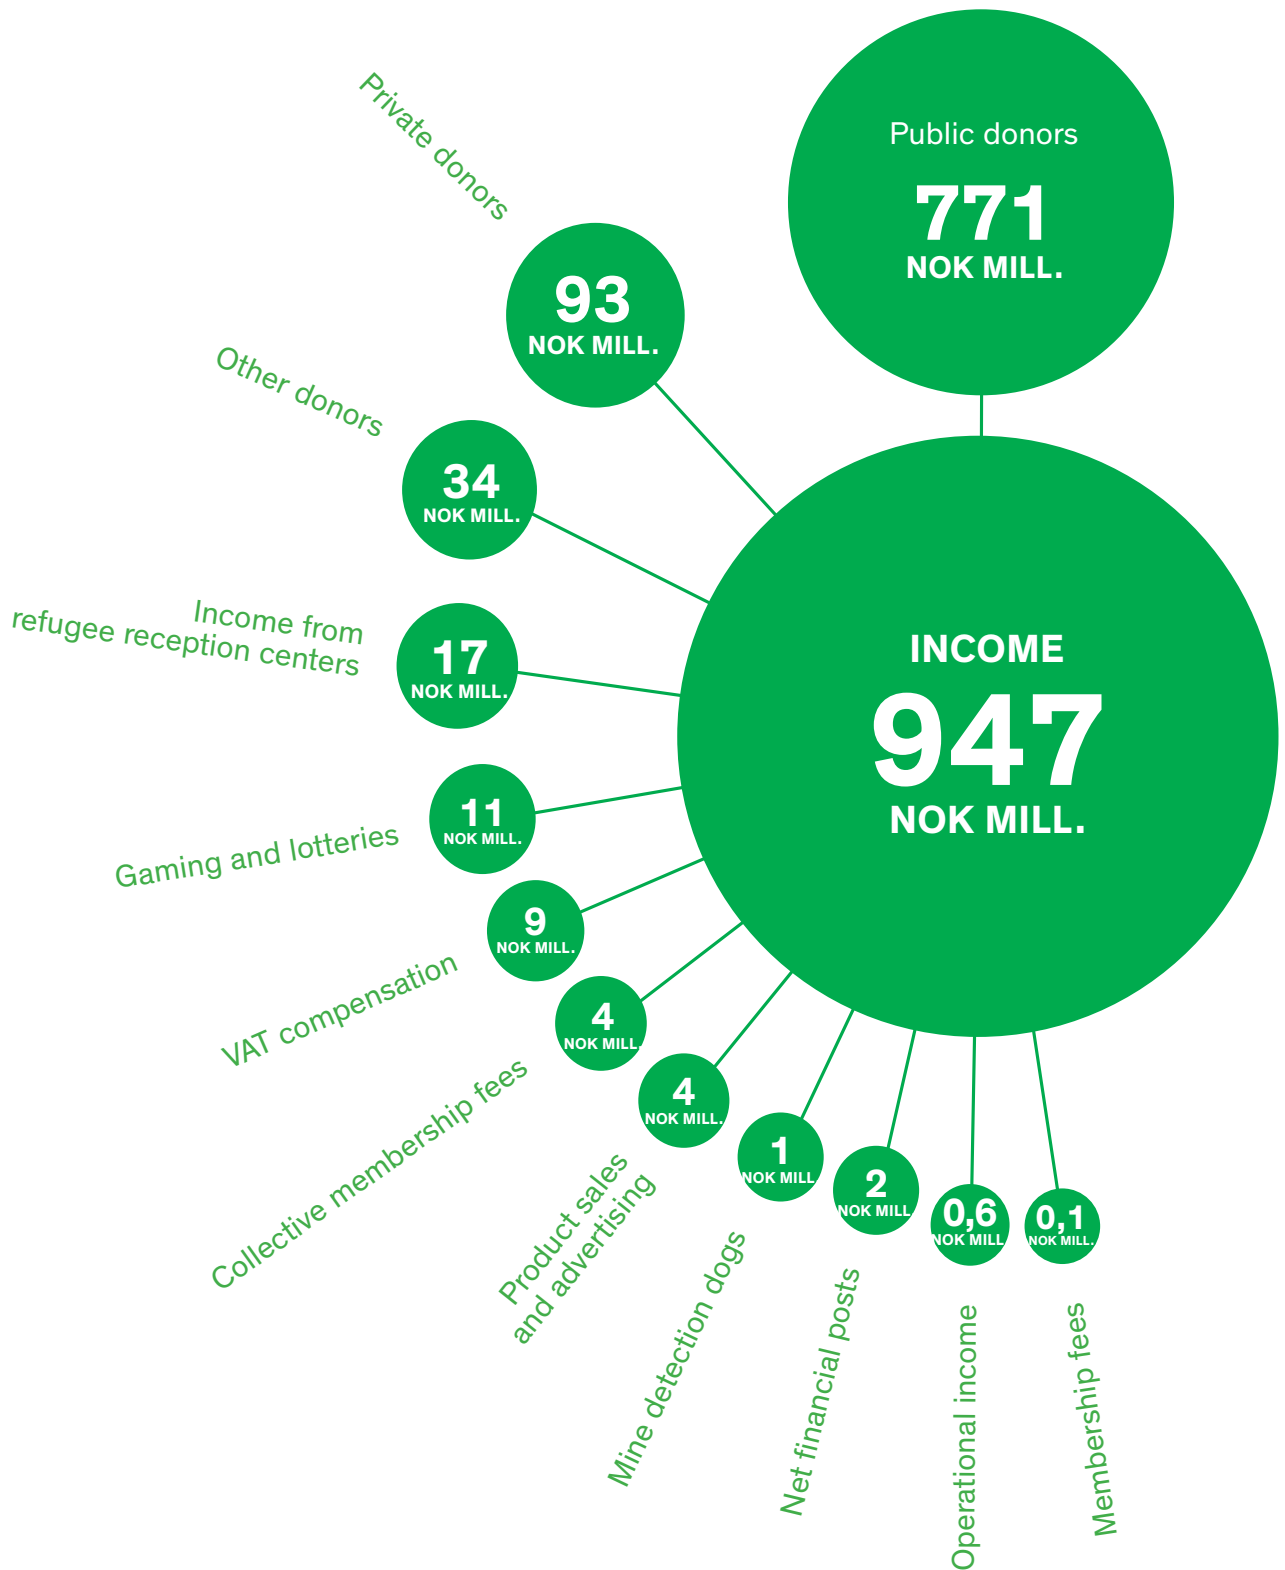 Public donors
771
NOK MILL.
Private donors
93
NOK MILL.
Other donors
34
NOK MILL.
Income from
refugee reception centers
17
NOK MILL.
INCOME
947
NOK MILL.
Gaming and lotteries
11
NOK MILL.
VAT compensation
9
NOK MILL.
Collective membership fees
4
NOK MILL.
Product sales
and advertising
4
NOK MILL.
Mine detection dogs
1
NOK MILL.
Net financial posts
2
NOK MILL.
Operational income
0,6
NOK MILL.
Membership fees
0,1
NOK MILL.